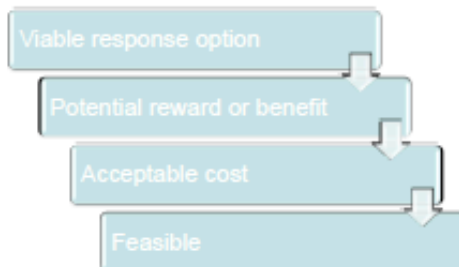 Viable response option
Potential reward or benefit
Acceptable cost
Feasible